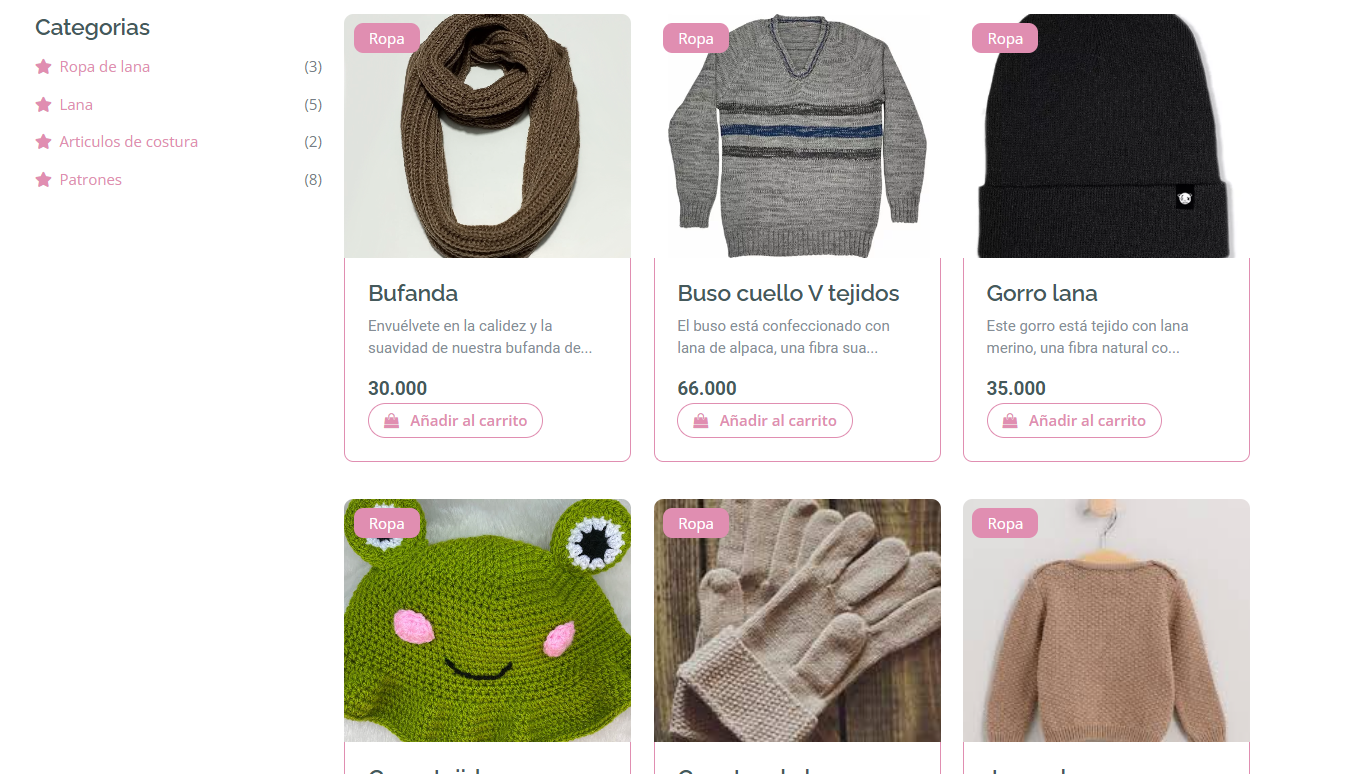 Categorias
Ropa de lana (3)
Lana (5)
Articulos de costura (2)
Patrones (8)
Ropa
Bufanda
Envuélvete en la calidez y la
suavidad de nuestra bufanda de...
30.000
Añadir al carrito
Ropa
Buso cuello V tejidos
El buso está confeccionado con
lana de alpaca, una fibra sua...
66.000
Añadir al carrito
Ropa
Gorro lana
Este gorro está tejido con lana
merino, una fibra natural co...
35.000
Añadir al carrito
Ropa
Ropa
Ropa